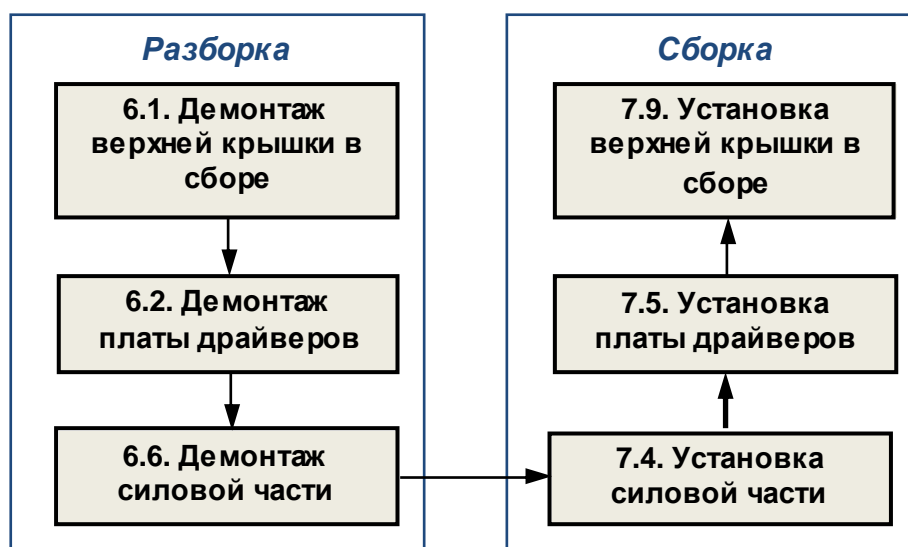 Разборка
6.1. Демонтаж
верхней крышки в
сборе
6.2. Демонтаж
платы драйверов
6.6. Демонтаж
силовой части
Сборка
7.9. Установка
верхней крышки в
сборе
7.5. Установка
платы драйверов
7.4. Установка
силовой части